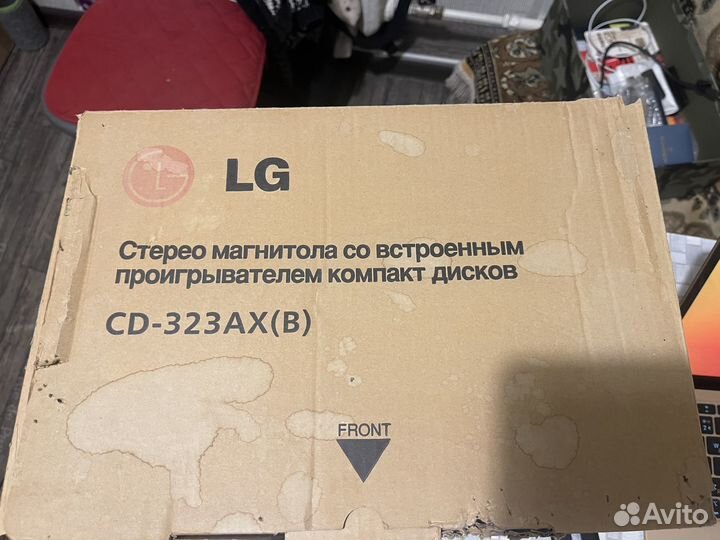 LG
Стерео магнитола со встроенным
проигрывателем компакт дисков
CD-323AX(B)
FRONT
Avito